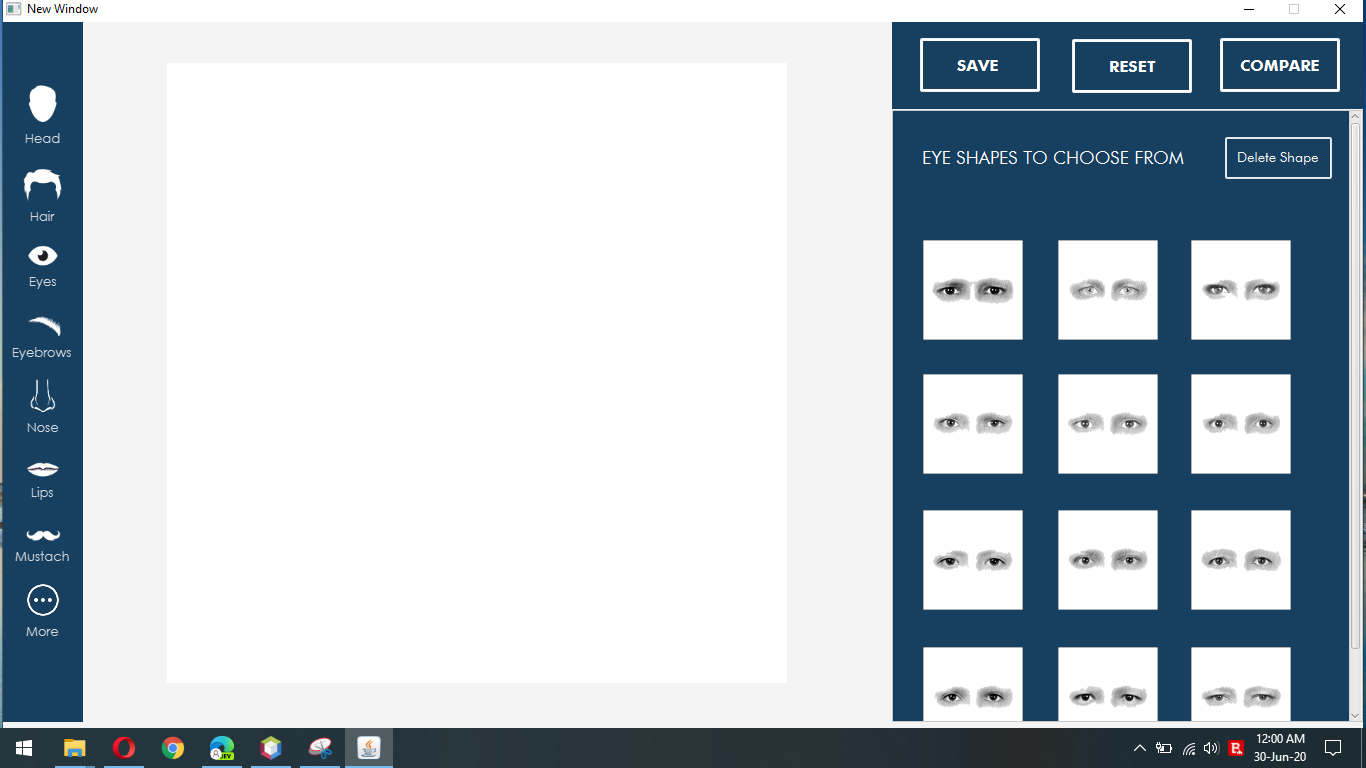 New Window
Head
Hair
Eyes
Eyebrows
Nose
Lips
Mustach
More
SAVE
RESET
COMPARE
EYE SHAPES TO CHOOSE FROM
Delete Shape
JEY
12:00 AM
30-Jun-20